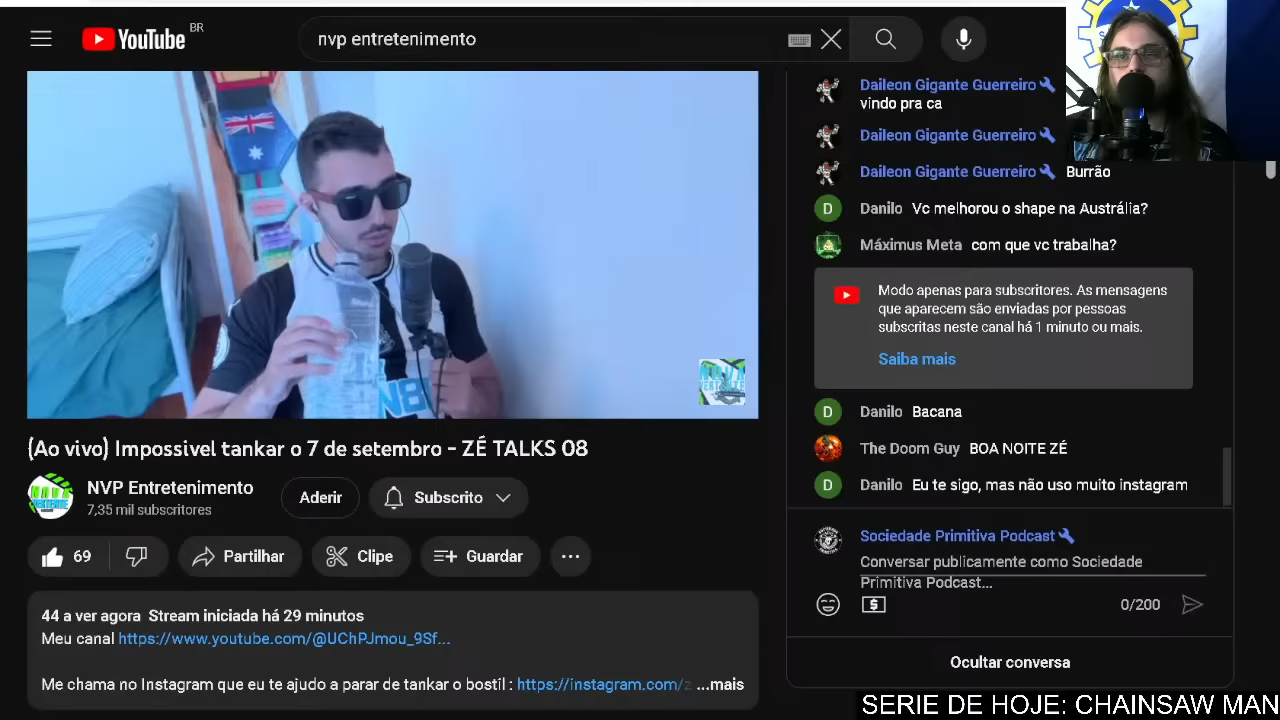 YouTube BR
nvp entretenimento
Daileon Gigante Guerreiro
vindo pra ca
Daileon Gigante Guerreiro
Daileon Gigante Guerreiro Burrão
D Danilo Vc melhorou o shape na Austrália?
Máximus Meta com que vc trabalha?
Modo apenas para subscritores. As mensagens
que aparecem são enviadas por pessoas
subscritas neste canal há 1 minuto ou mais.
Saiba mais
D Danilo Bacana
The Doom Guy BOA NOITE ZÉ
D Danilo Eu te sigo, mas não uso muito instagram
Sociedade Primitiva Podcast
Conversar publicamente como Sociedade
Primitiva Podcast...
0/200
Ocultar conversa
(Ao vivo) Impossivel tankar o 7 de setembro - ZÉ TALKS 08
NVP Entretenimento
7,35 mil subscritores
Aderir
Subscrito
69
Partilhar
Clipe
Guardar
44 a ver agora Stream iniciada há 29 minutos
Meu canal https://www.youtube.com/@UChPJmou_9Sf...
Me chama no Instagram que eu te ajudo a parar de tankar o bostil : https://instagram.com/z ...mais
SERIE DE HOJE: CHAINSAW MAN